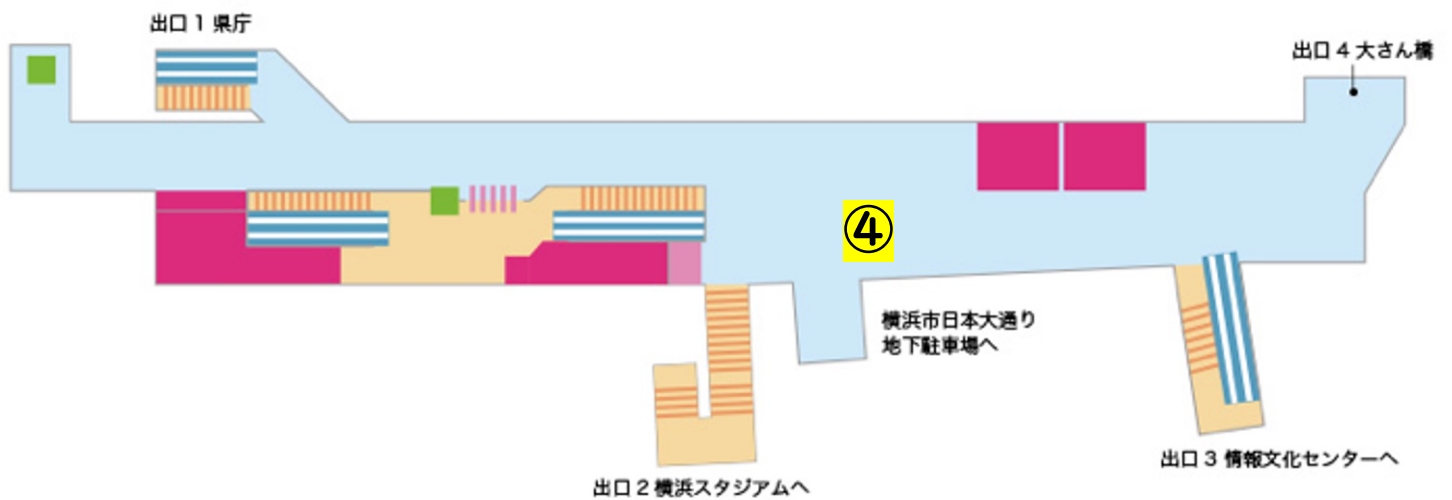 出口 1 県庁
出口 4 大さん橋
④
横浜市日本大通り
地下駐車場へ
出口 3 情報文化センターへ
出口 2 横浜スタジアムへ